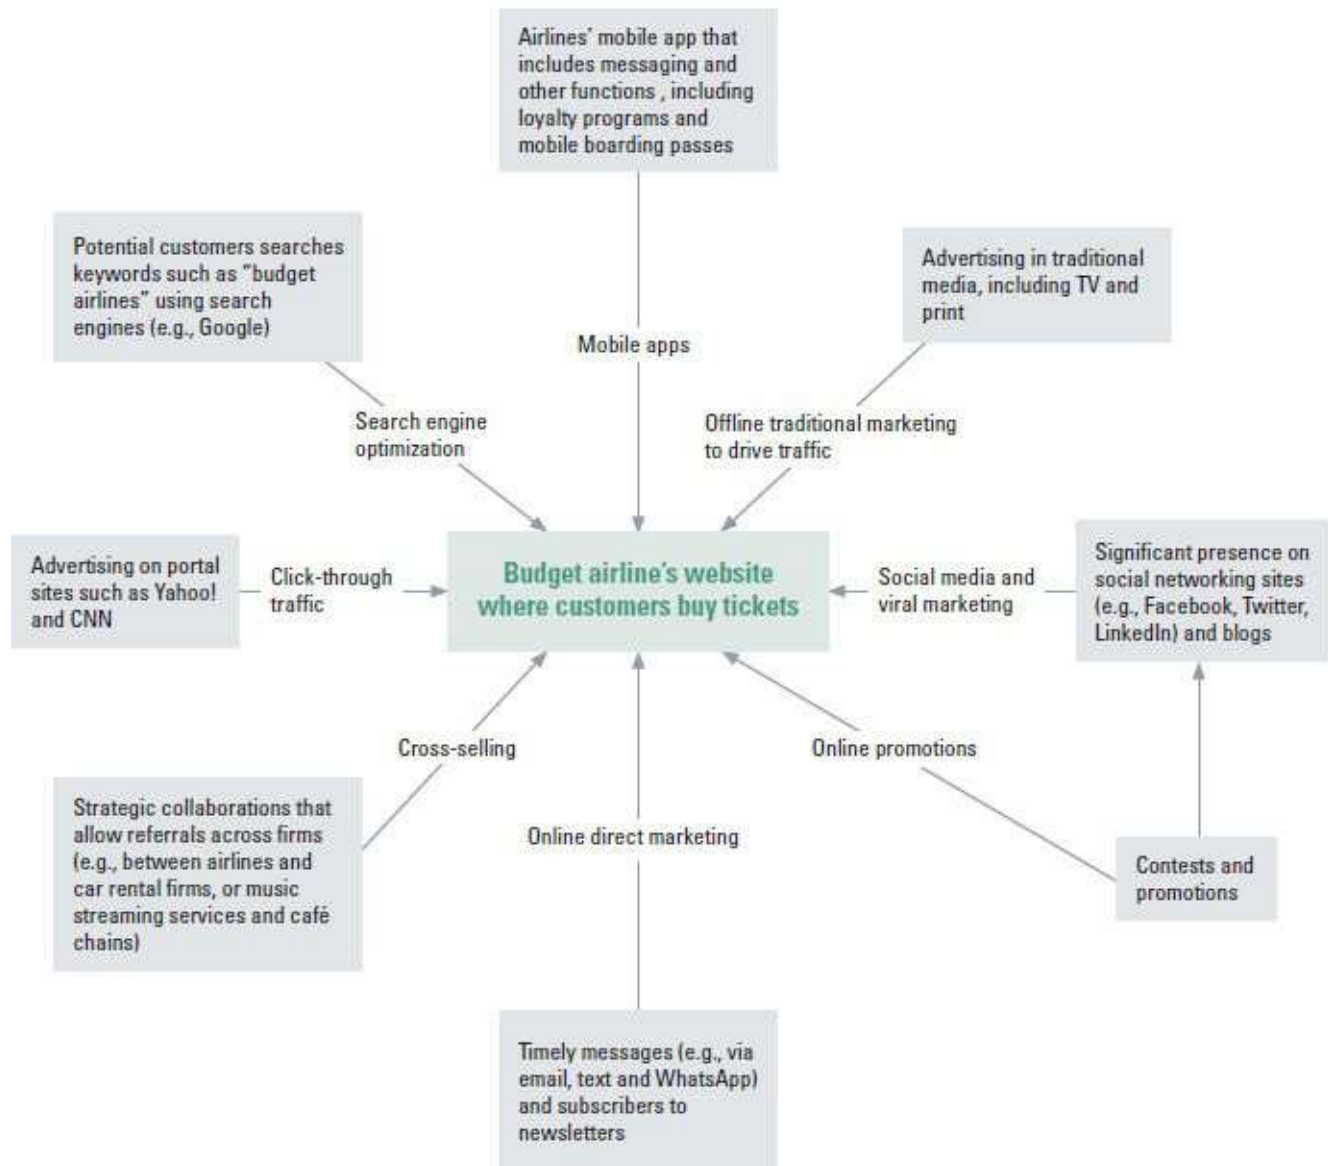 Airlines' mobile app that
includes messaging and
other functions , including
loyalty programs and
mobile boarding passes
Potential customers searches
keywords such as "budget
airlines" using search
engines (e.g., Google)
Advertising in traditional
media, including TV and
print
Mobile apps
Search engine
optimization
Offline traditional marketing
to drive traffic
Advertising on portal
sites such as Yahoo!
and CNN
Click-through
traffic
Budget airline's website
where customers buy tickets
Social media and
viral marketing
Significant presence on
social networking sites
(e.g., Facebook, Twitter,
LinkedIn) and blogs
Cross-selling
Online promotions
Strategic collaborations that
allow referrals across firms
(e.g., between airlines and
car rental firms, or music
streaming services and café
chains)
Online direct marketing
Contests and
promotions
Timely messages (e.g., via
email, text and WhatsApp)
and subscribers to
newsletters